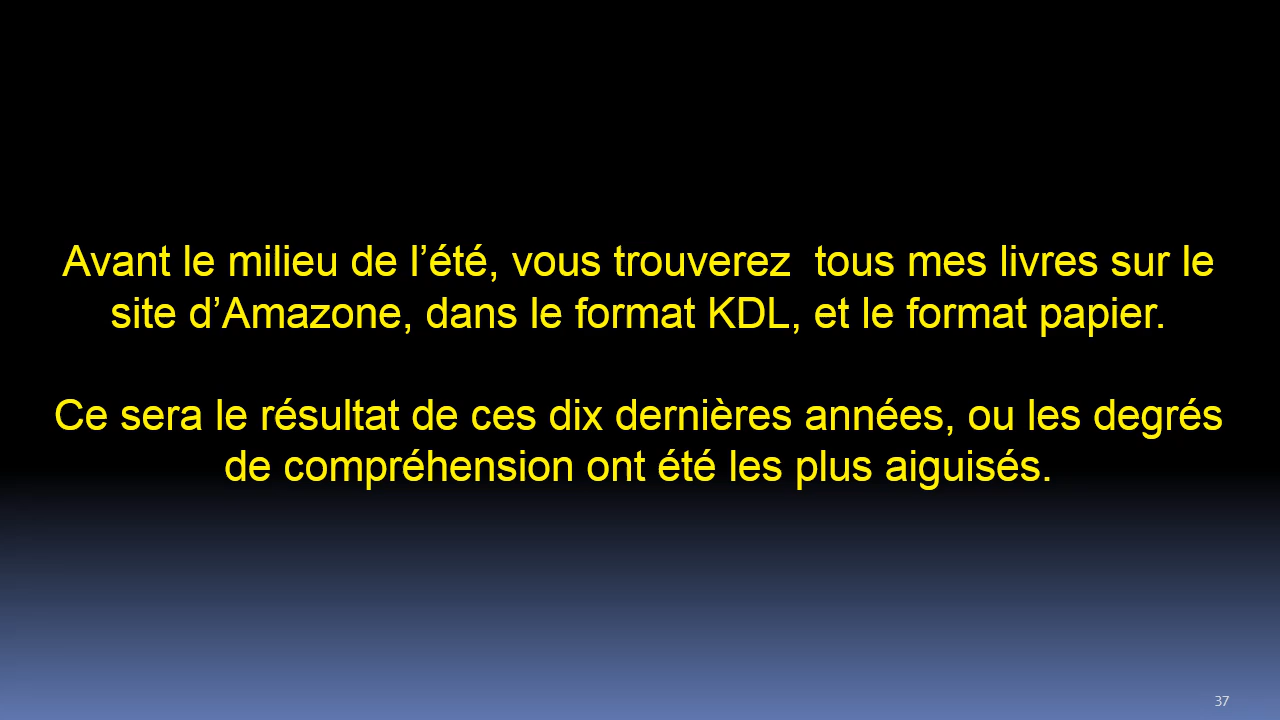 Avant le milieu de l’été, vous trouverez  tous mes livres sur le
site d’Amazone, dans le format KDL, et le format papier.
Ce sera le résultat de ces dix dernières années, ou les degrés
de compréhension ont été les plus aiguisés.
37